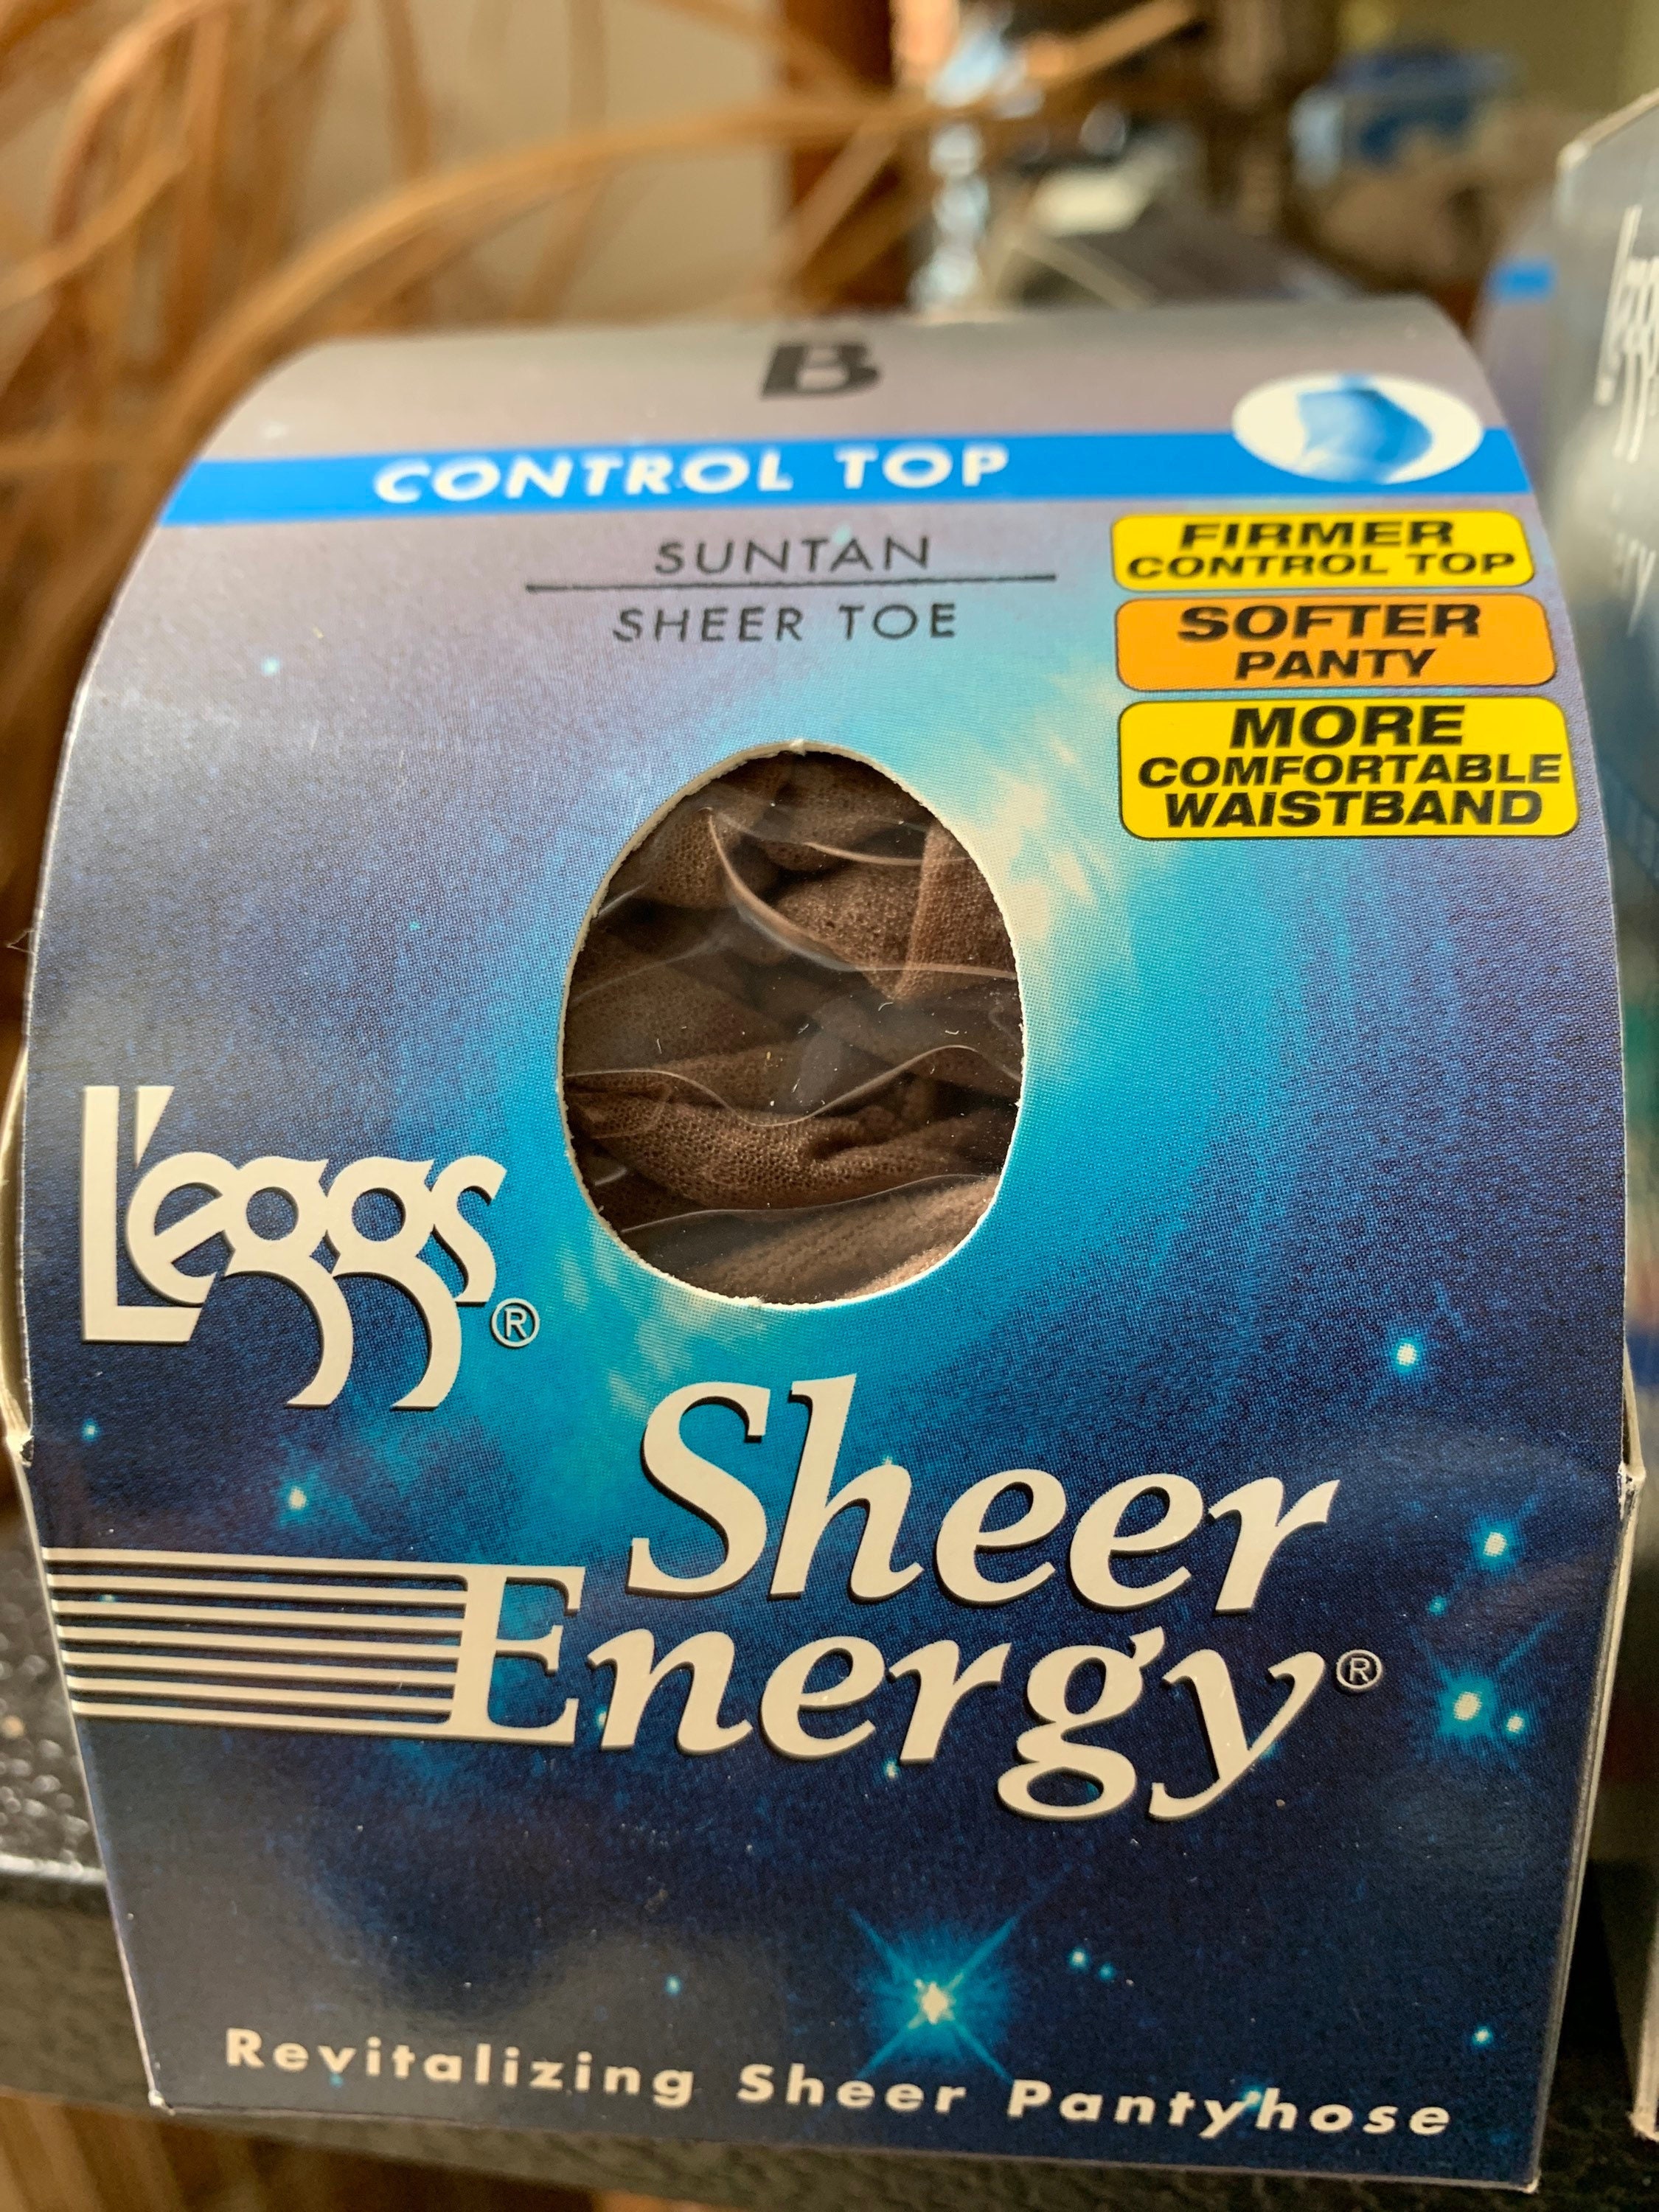 B
CONTROL TOP
SUNTAN
SHEER TOE
FIRMER
CONTROL TOP
SOFTER
PANTY
MORE
COMFORTABLE
WAISTBAND
L'eggs®
Sheer
Energy®
Revitalizing Sheer Pantyhose